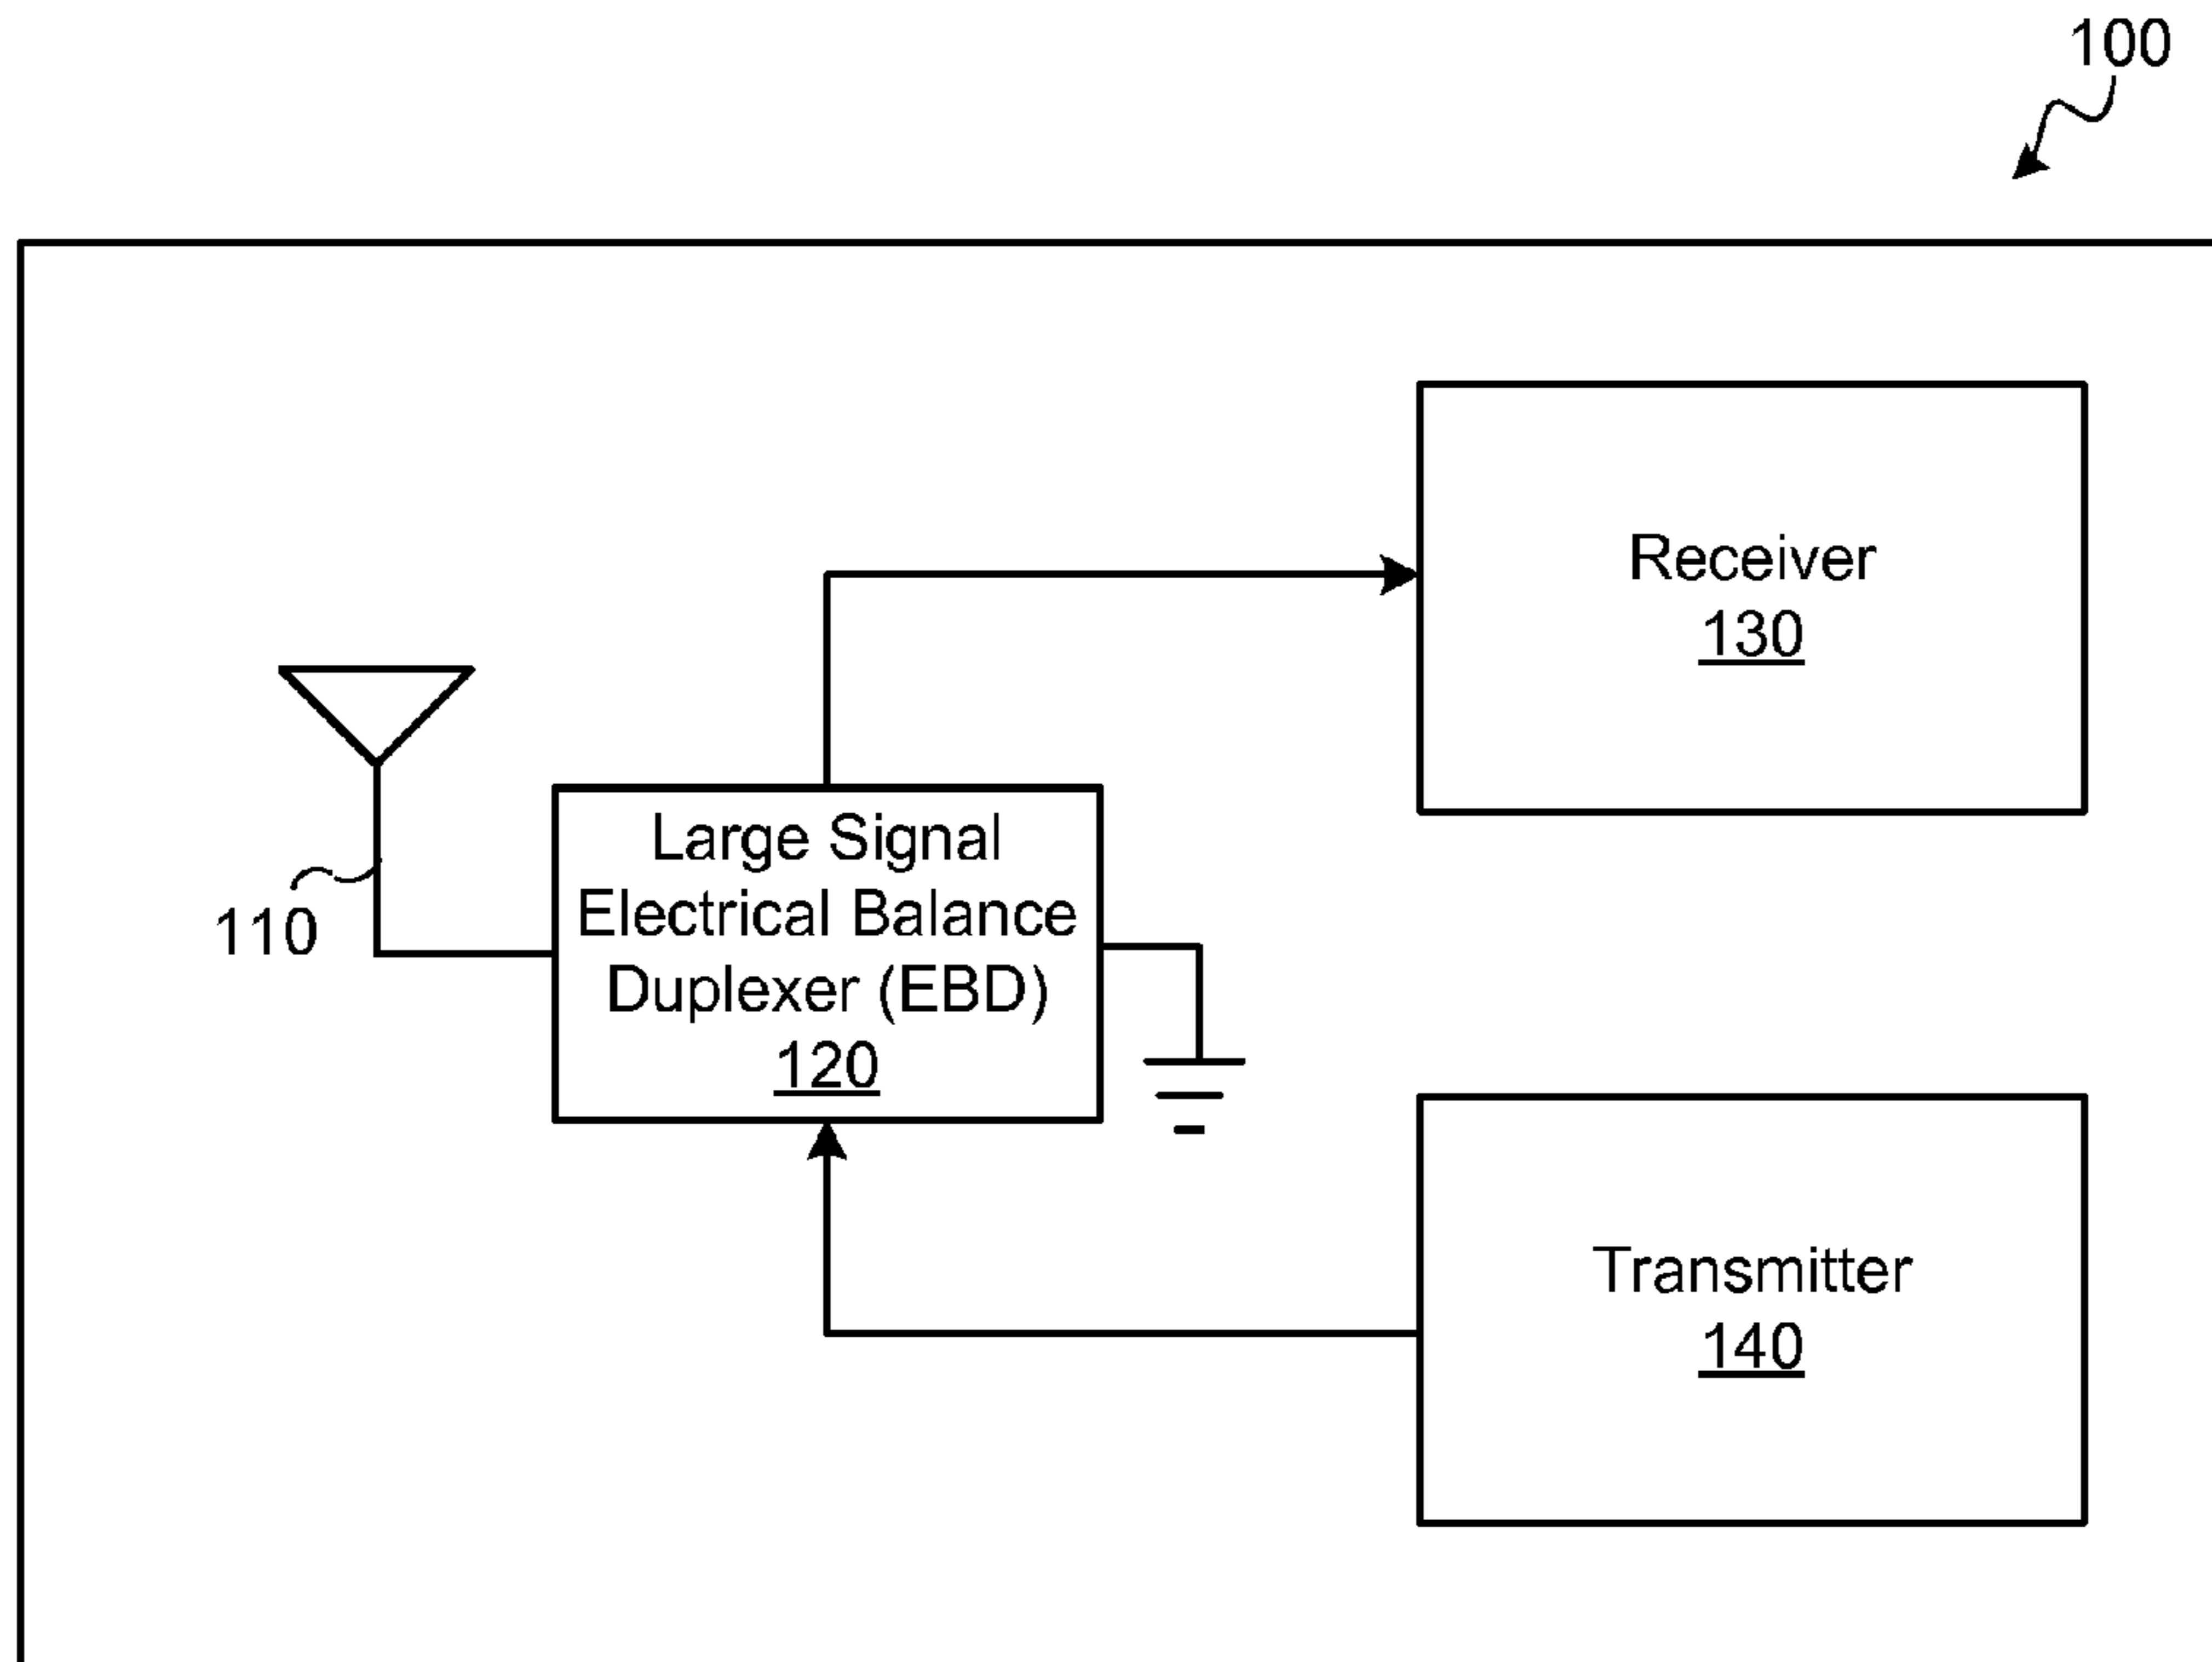 100
Receiver
130
Large Signal
Electrical Balance
Duplexer (EBD)
120
110
Transmitter
140